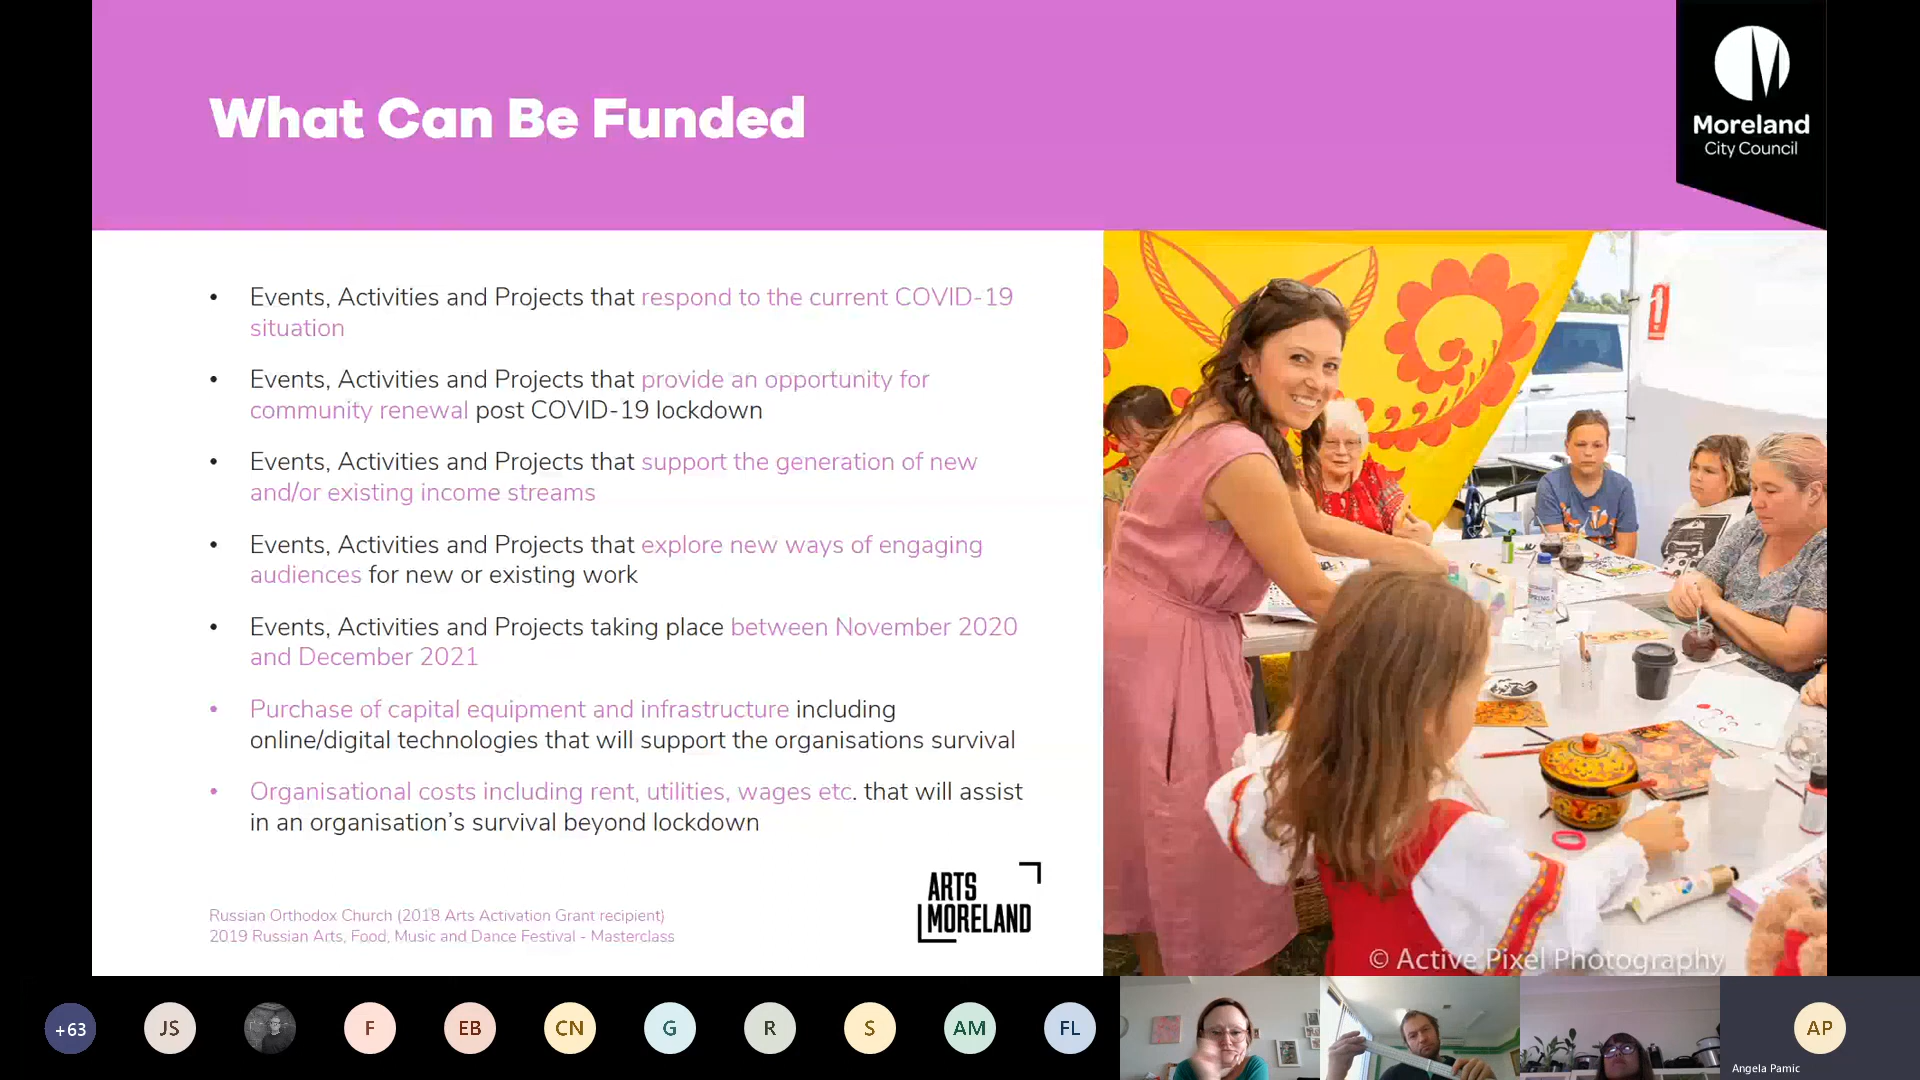 What Can Be Funded
Moreland
City Council
• Events, Activities and Projects that respond to the current COVID-19
situation
• Events, Activities and Projects that provide an opportunity for
community renewal post COVID-19 lockdown
• Events, Activities and Projects that support the generation of new
and/or existing income streams
• Events, Activities and Projects that explore new ways of engaging
audiences for new or existing work
• Events, Activities and Projects taking place between November 2020
and December 2021
• Purchase of capital equipment and infrastructure including
online/digital technologies that will support the organisations survival
• Organisational costs including rent, utilities, wages etc. that will assist
in an organisation’s survival beyond lockdown
Russian Orthodox Church (2018 Arts Activation Grant recipient)
2019 Russian Arts, Food, Music and Dance Festival - Masterclass
ARTS
MORELAND
© Active Pixel Photography
+63
JS
F
EB
CN
G
R
S
AM
FL
AP
Angela Pamic